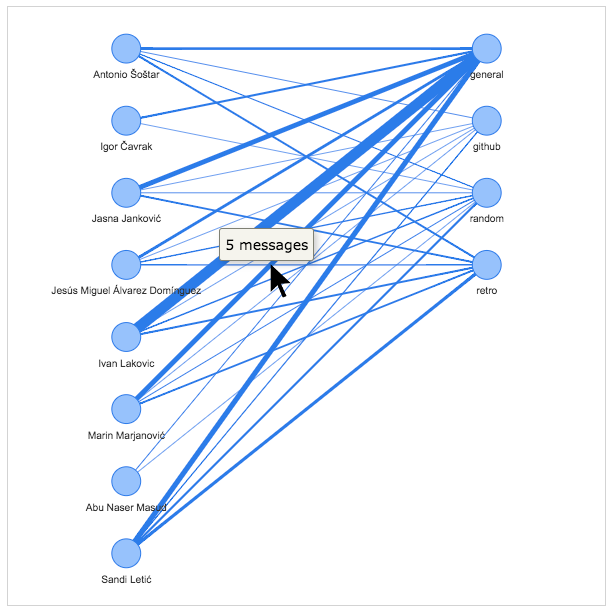 Antonio Šoštar
general
Igor Čavrak
github
Jasna Janković
random
5 messages
Jesús Miguel Álvarez Domínguez
retro
Ivan Lakovic
Marin Marjanović
Abu Naser Masud
Sandi Letić